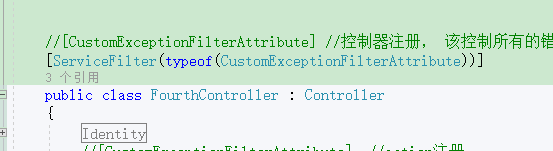 //[CustomExceptionFilterAttribute] //控制器注册， 该控制所有的错
[ServiceFilter(typeof(CustomExceptionFilterAttribute))]
3 个引用
public class FourthController : Controller
{
Identity
//[CustomExceptionFilterAttribute] //action注册